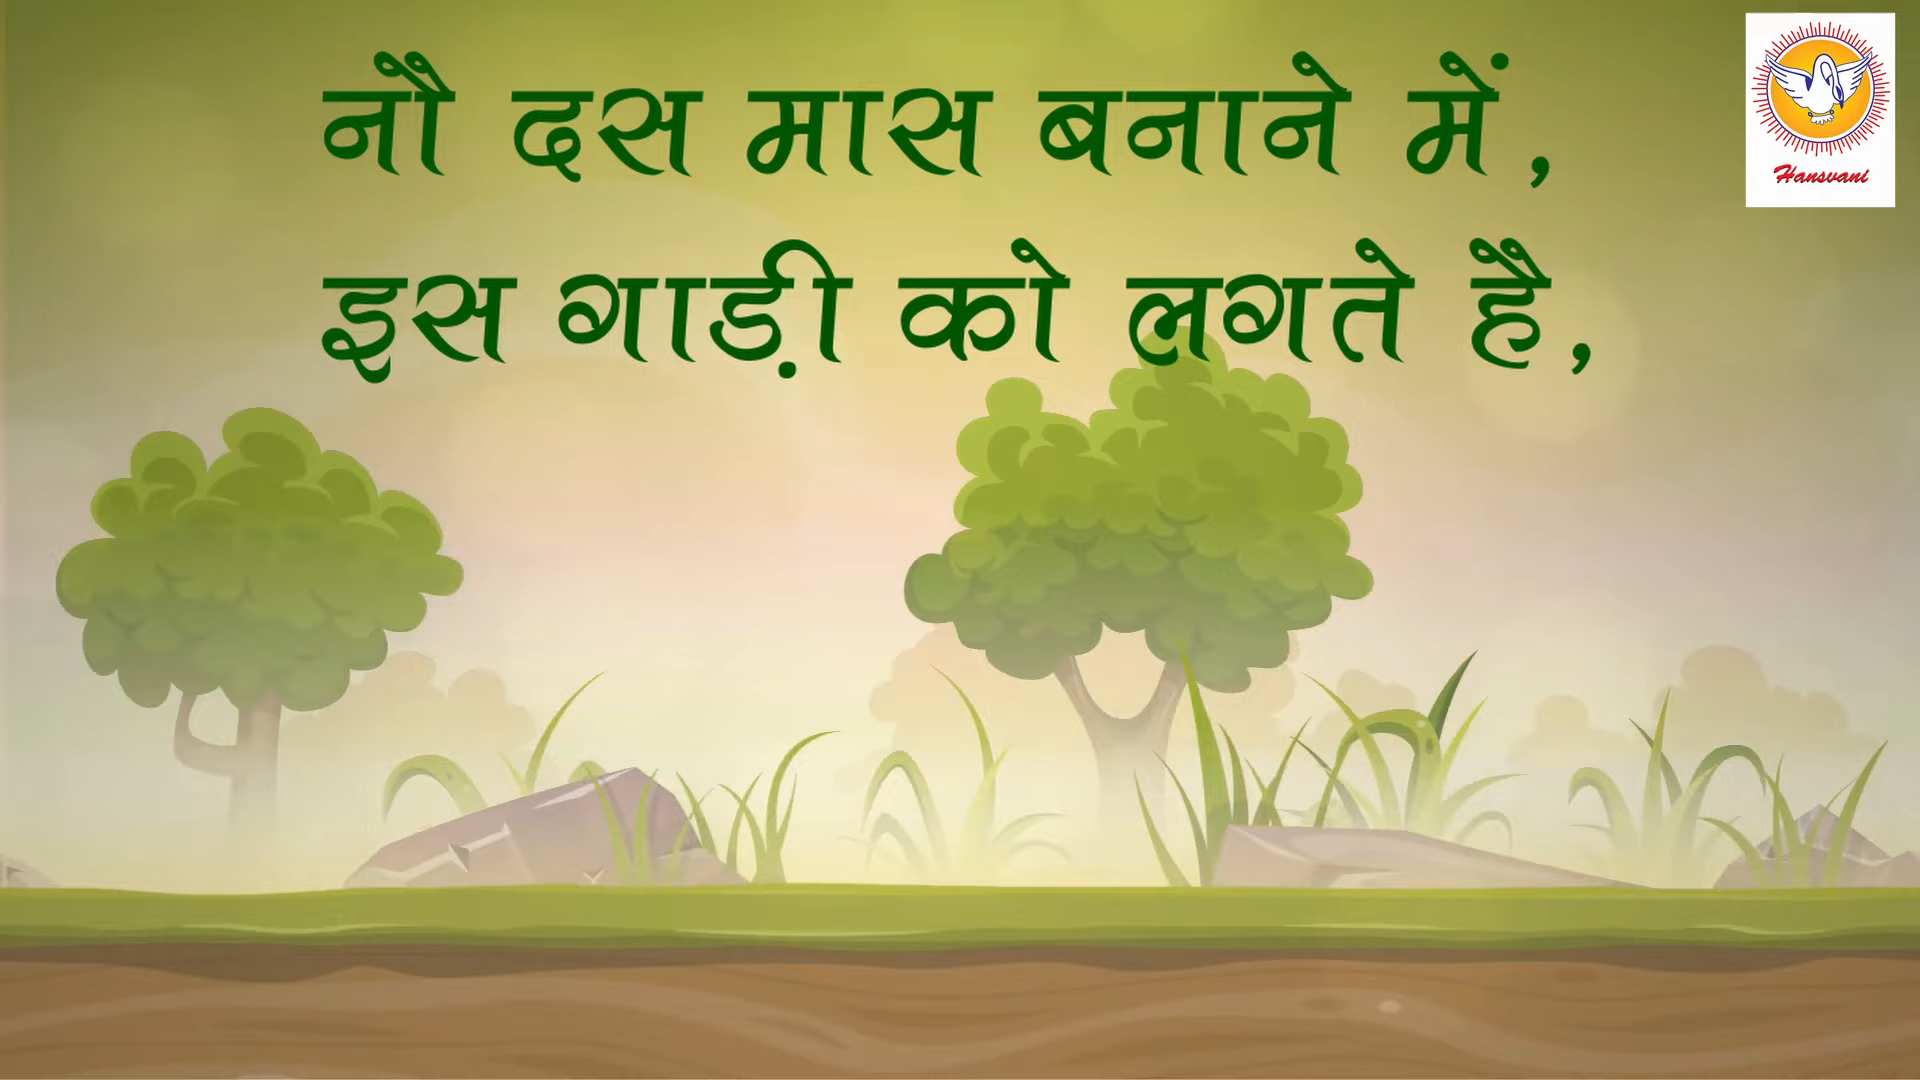 नौ दस मास बनाने में,
इस गाड़ी को लगते है,
Hansvani